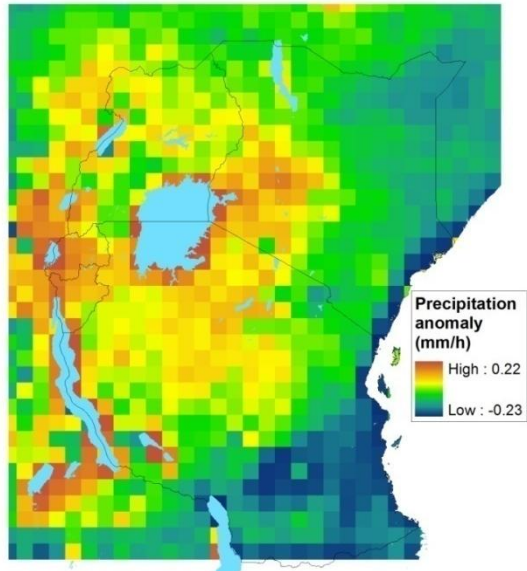 Precipitation
anomaly
(mm/h)
High : 0.22
Low : -0.23